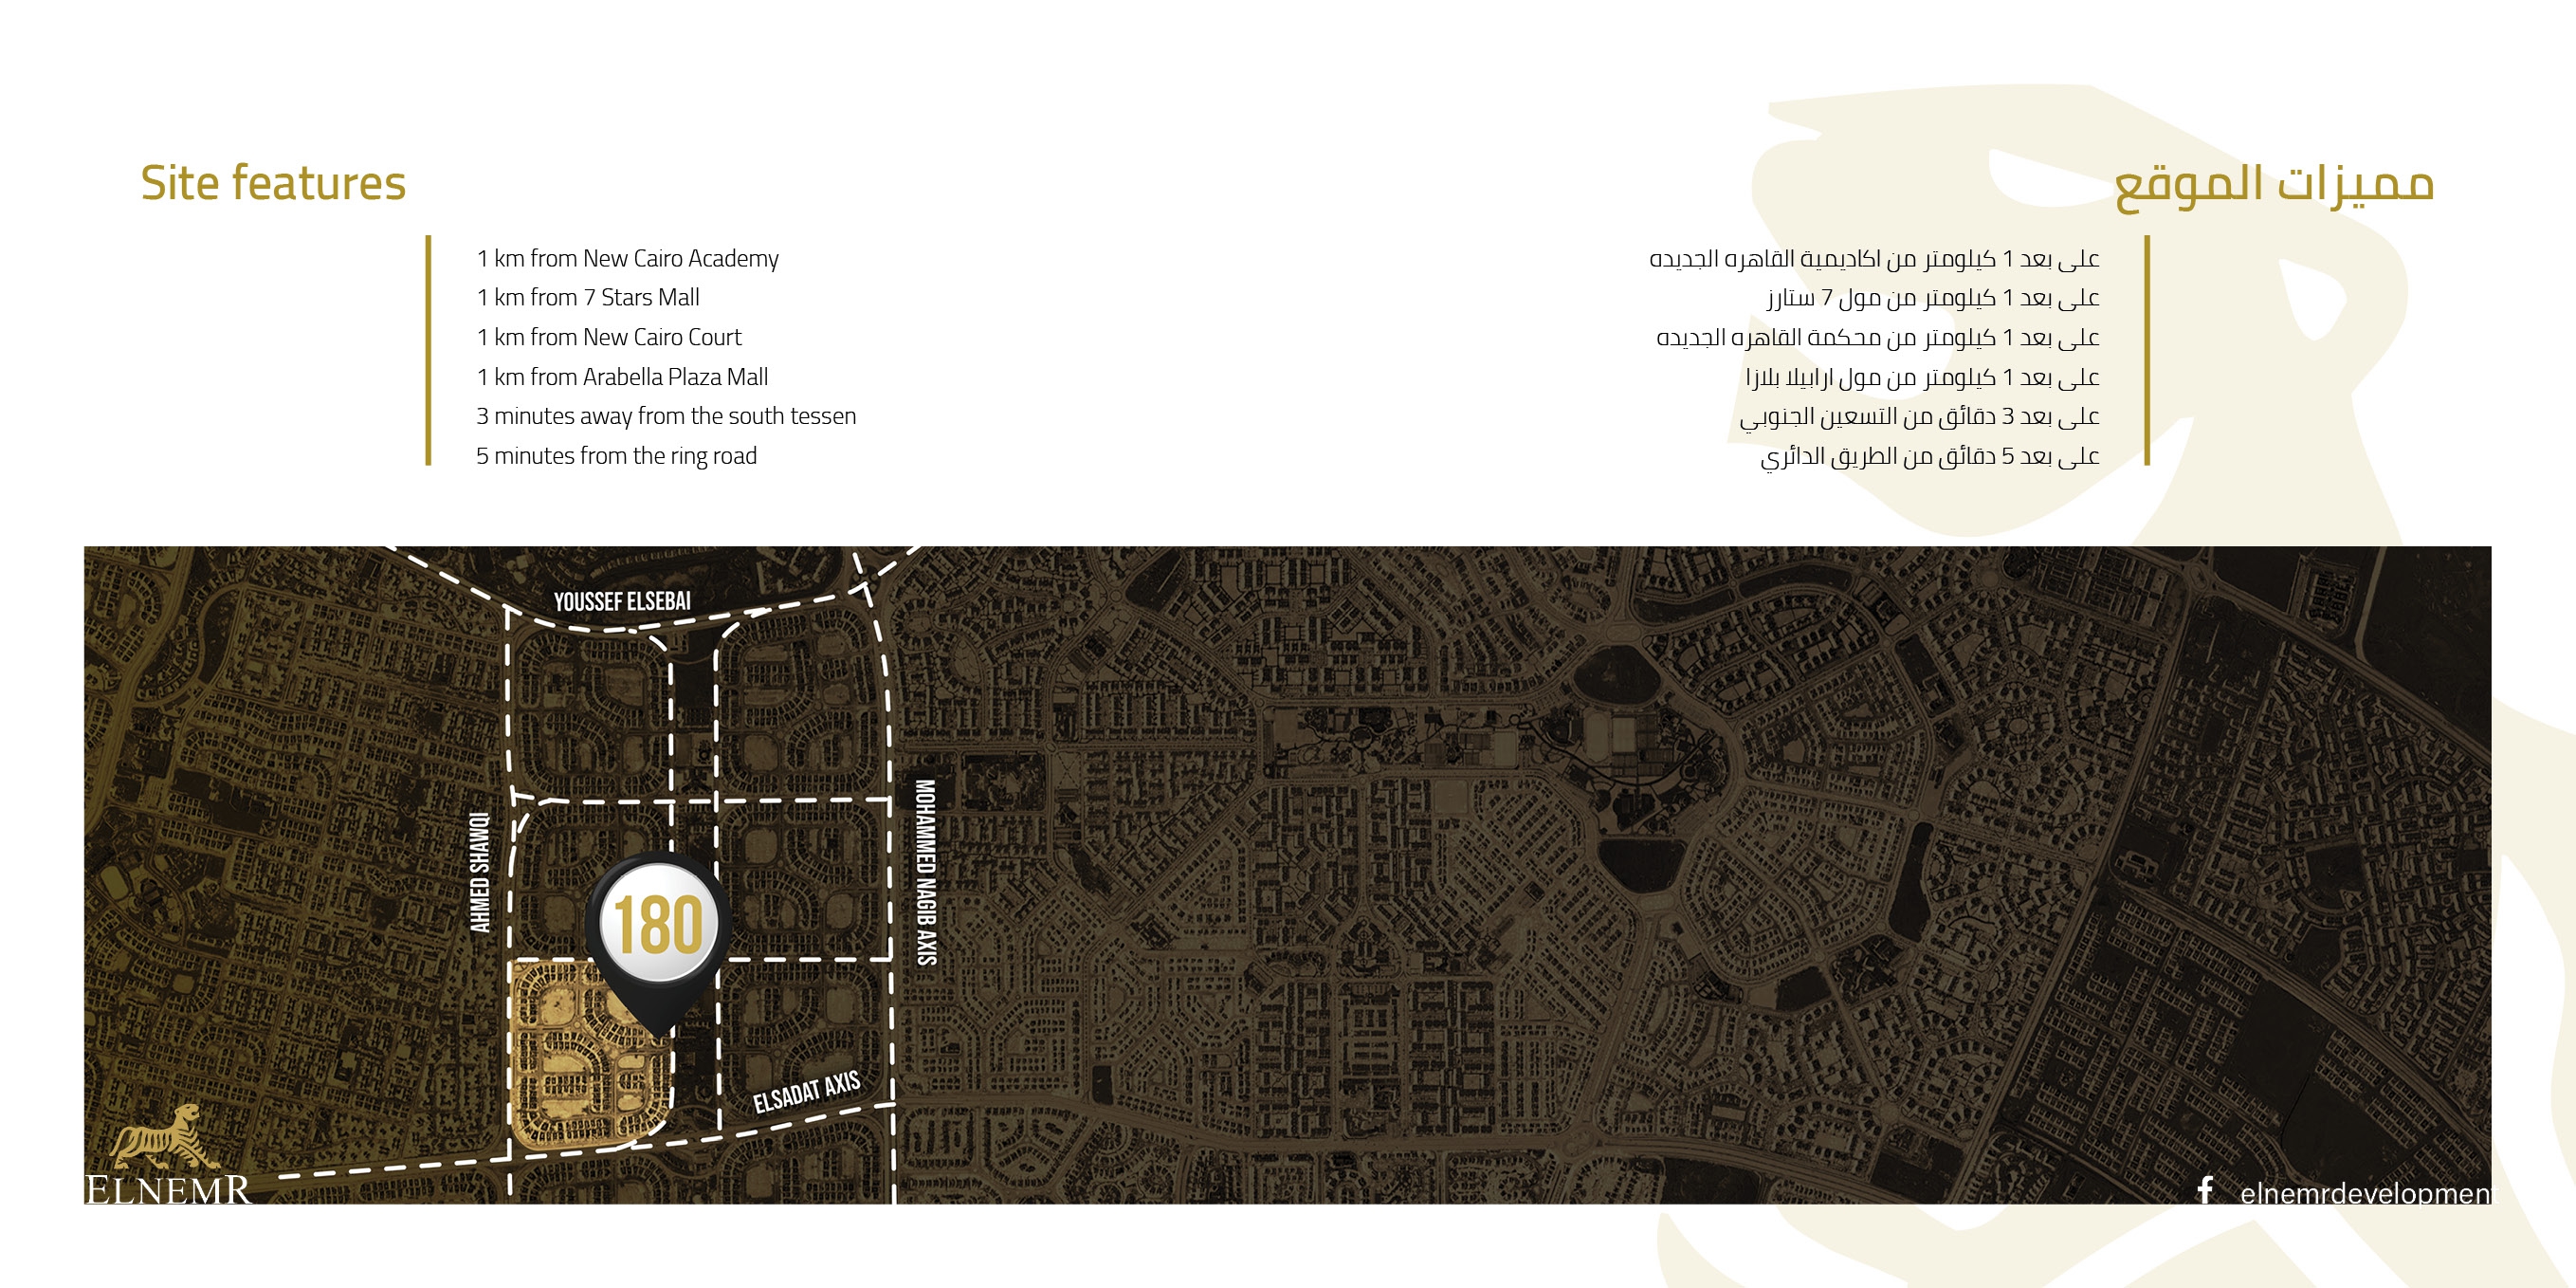 Site features
1 km from New Cairo Academy
1 km from 7 Stars Mall
1 km from New Cairo Court
1 km from Arabella Plaza Mall
3 minutes away from the south tessen
5 minutes from the ring road
مميزات الموقع
على بعد 1 كيلومتر من اكاديمية القاهره الجديده
على بعد 1 كيلومتر من مول 7 ستارز
على بعد 1 كيلومتر من محكمة القاهره الجديده
على بعد 1 كيلومتر من مول ارابيلا بلازا
على بعد 3 دقائق من التسعين الجنوبي
على بعد 5 دقائق من الطريق الدائري
YOUSSEF ELSEBAI
AHMED SHAWQI
MOHAMMED NAGIB AXIS
180
ELSADAT AXIS
ELNEMR
elnemrdevelopment